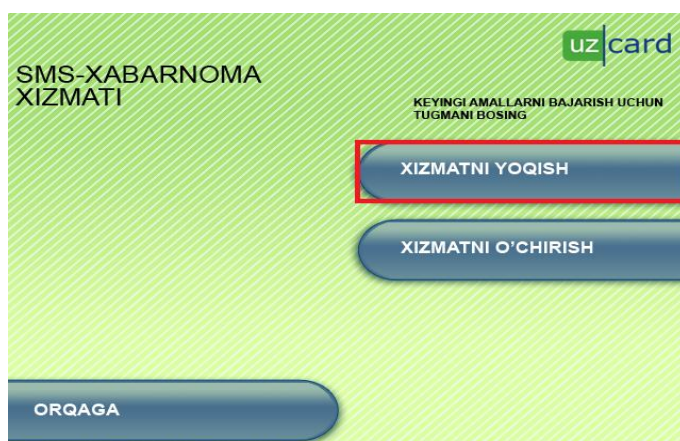 uz card
SMS-XABARNOMA
XIZMATI
KEYINGI AMALLARNI BAJARISH UCHUN
TUGMANI BOSING
XIZMATNI YOQISH
XIZMATNI O'CHIRISH
ORQAGA